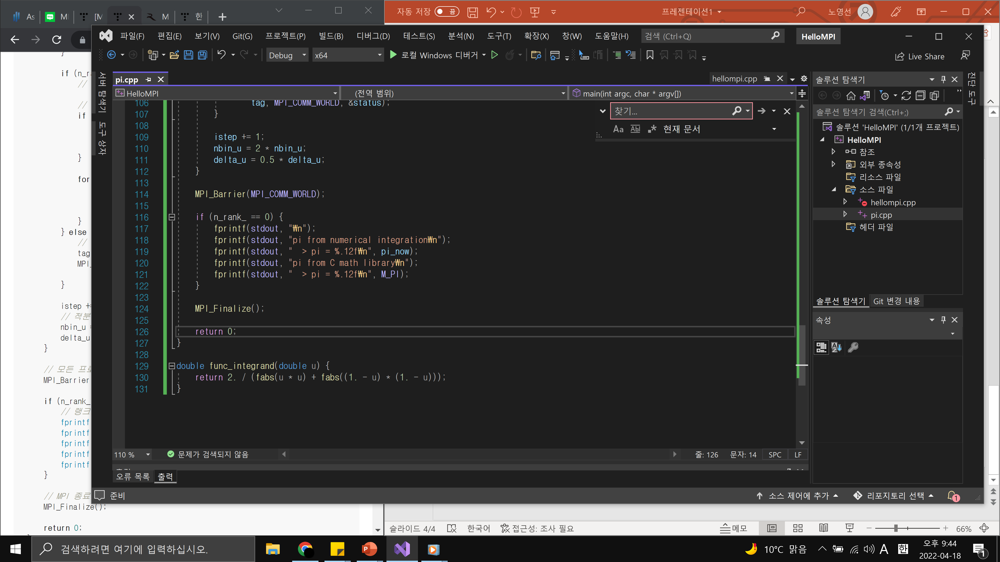 As
M
[M
M
한
자동 저장
끔
프레젠테이션1
노영선
파일(F)
편집(E)
보기(V)
Git(G)
프로젝트(P)
빌드(B)
디버그(D)
테스트(S)
분석(N)
도구(T)
확장(X)
창(W)
도움말(H)
검색 (Ctrl+Q)
HelloMPI
Debug
x64
로컬 Windows 디버거
Live Share
서버 탐색기
도구 상자
pi.cpp
hellompi.cpp
HelloMPI
(전역 범위)
main(int argc, char * argv[])
106 tag, MPI_COMM_WORLD, &status);
107 }
108
109 istep += 1;
110 nbin_u = 2 * nbin_u;
111 delta_u = 0.5 * delta_u;
112 }
113
114 MPI_Barrier(MPI_COMM_WORLD);
115
116 if (n_rank_ == 0) {
117 fprintf(stdout, "₩n");
118 fprintf(stdout, "pi from numerical integration₩n");
119 fprintf(stdout, "  > pi = %.12f₩n", pi_now);
120 fprintf(stdout, "pi from C math library₩n");
121 fprintf(stdout, "  > pi = %.12f₩n", M_PI);
122 }
123
124 MPI_Finalize();
125
126 return 0;
127 }
128
129 double func_integrand(double u) {
130 return 2. / (fabs(u * u) + fabs((1. - u) * (1. - u)));
131 }
찾기...
Aa
Abl
현재 문서
110 %
문제가 검색되지 않음
줄: 126
문자: 14
SPC
LF
오류 목록
출력
준비
소스 제어에 추가
리포지토리 선택
1
솔루션 탐색기
솔루션 탐색기 검색(Ctrl+;)
솔루션 'HelloMPI' (1/1개 프로젝트)
HelloMPI
참조
외부 종속성
리소스 파일
소스 파일
hellompi.cpp
pi.cpp
헤더 파일
솔루션 탐색기
Git 변경 내용
속성
진단 도구
}
if (n_ra
//
//
if
}
for
}
} else
//
tag
MPI_
}
istep +=
// 적분
nbin_u =
delta_u
}
// 모든 프로
MPI_Barrier
if (n_rank_
// 랭크
fprintf
fprintf
fprintf
fprintf
fprintf
}
// MPI 종료
MPI_Finalize();
return 0;
슬라이드 4/4
한국어
접근성: 조사 필요
메모
66%
검색하려면 여기에 입력하십시오.
10°C 맑음
A
한
오후 9:44
2022-04-18
1